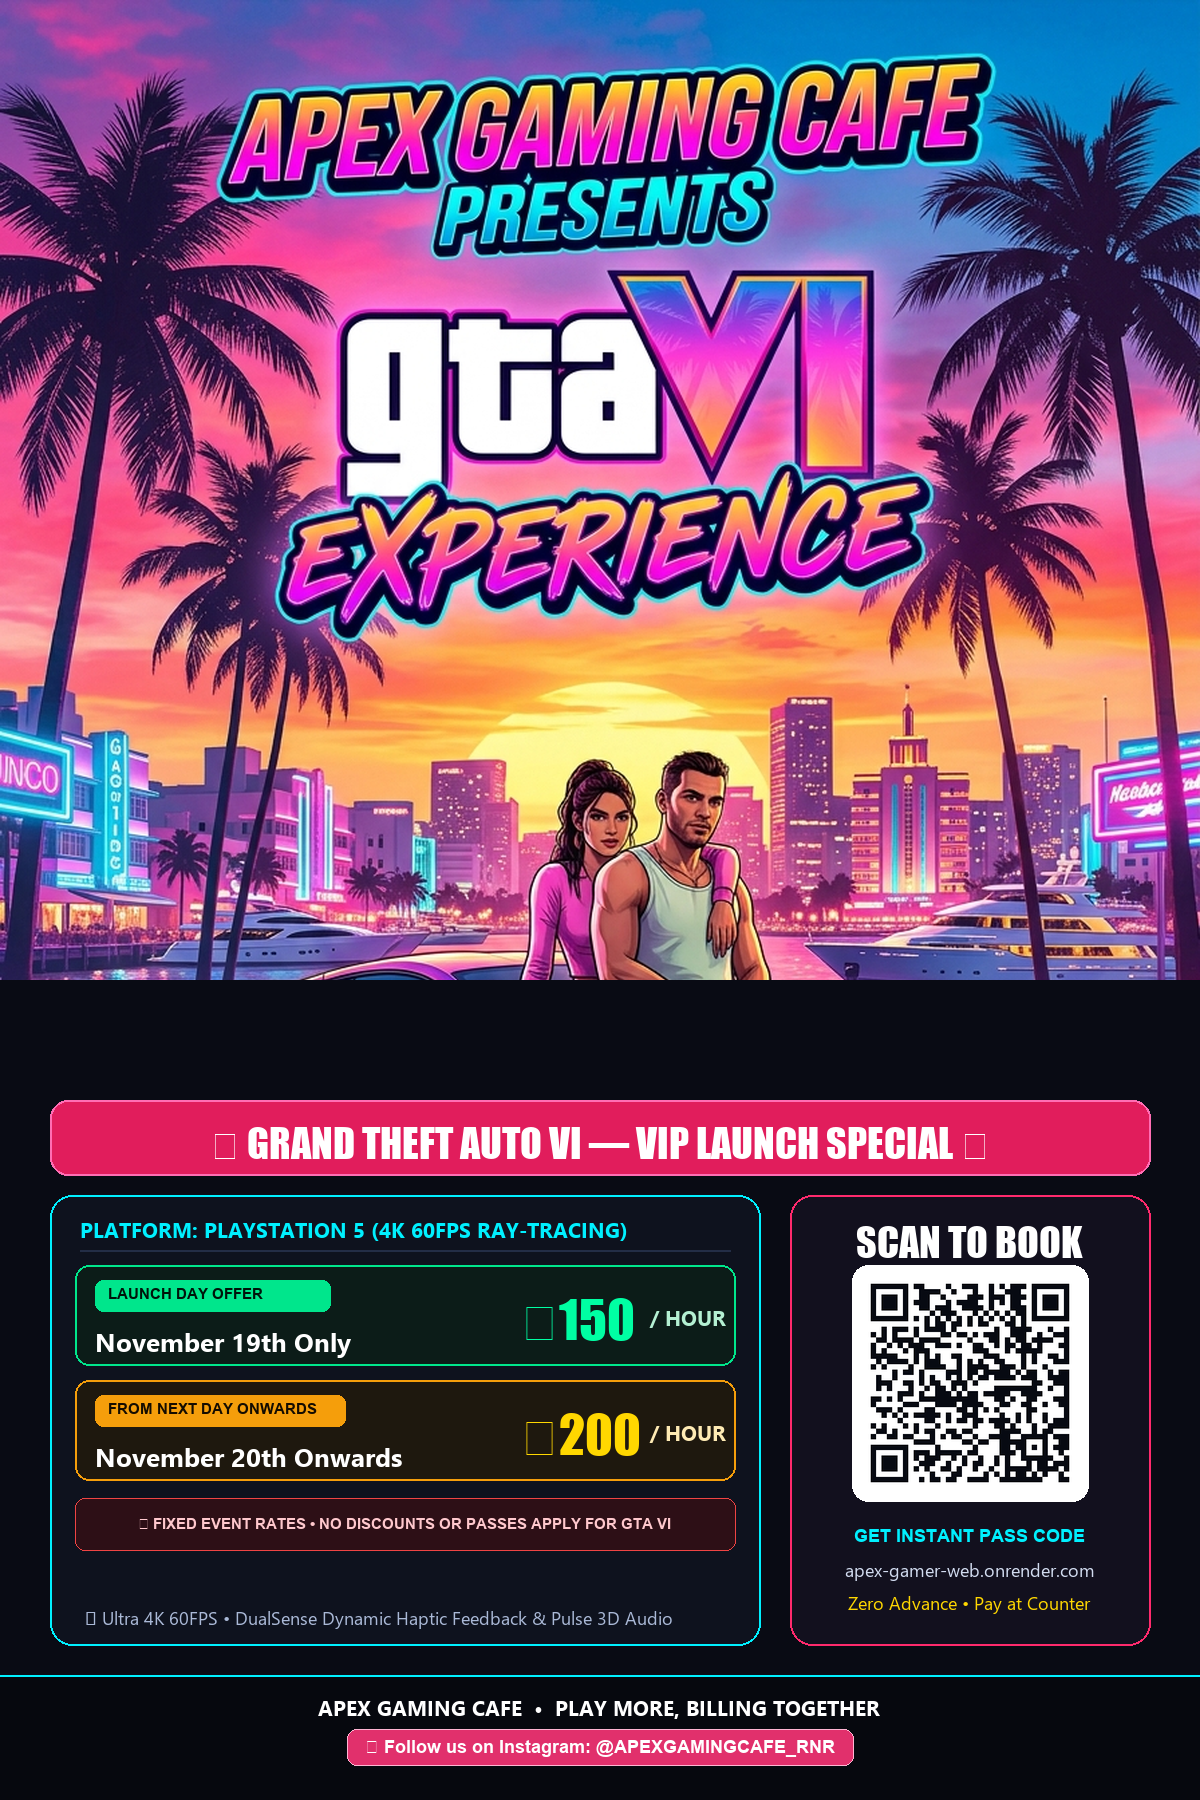 APEX GAMING CAFE
PRESENTS
gta VI
EXPERIENCE
GRAND THEFT AUTO VI — VIP LAUNCH SPECIAL
PLATFORM: PLAYSTATION 5 (4K 60FPS RAY-TRACING)
LAUNCH DAY OFFER
November 19th Only
150 / HOUR
FROM NEXT DAY ONWARDS
November 20th Onwards
200 / HOUR
FIXED EVENT RATES • NO DISCOUNTS OR PASSES APPLY FOR GTA VI
Ultra 4K 60FPS • DualSense Dynamic Haptic Feedback & Pulse 3D Audio
SCAN TO BOOK
GET INSTANT PASS CODE
apex-gamer-web.onrender.com
Zero Advance • Pay at Counter
APEX GAMING CAFE • PLAY MORE, BILLING TOGETHER
Follow us on Instagram: @APEXGAMINGCAFE_RNR